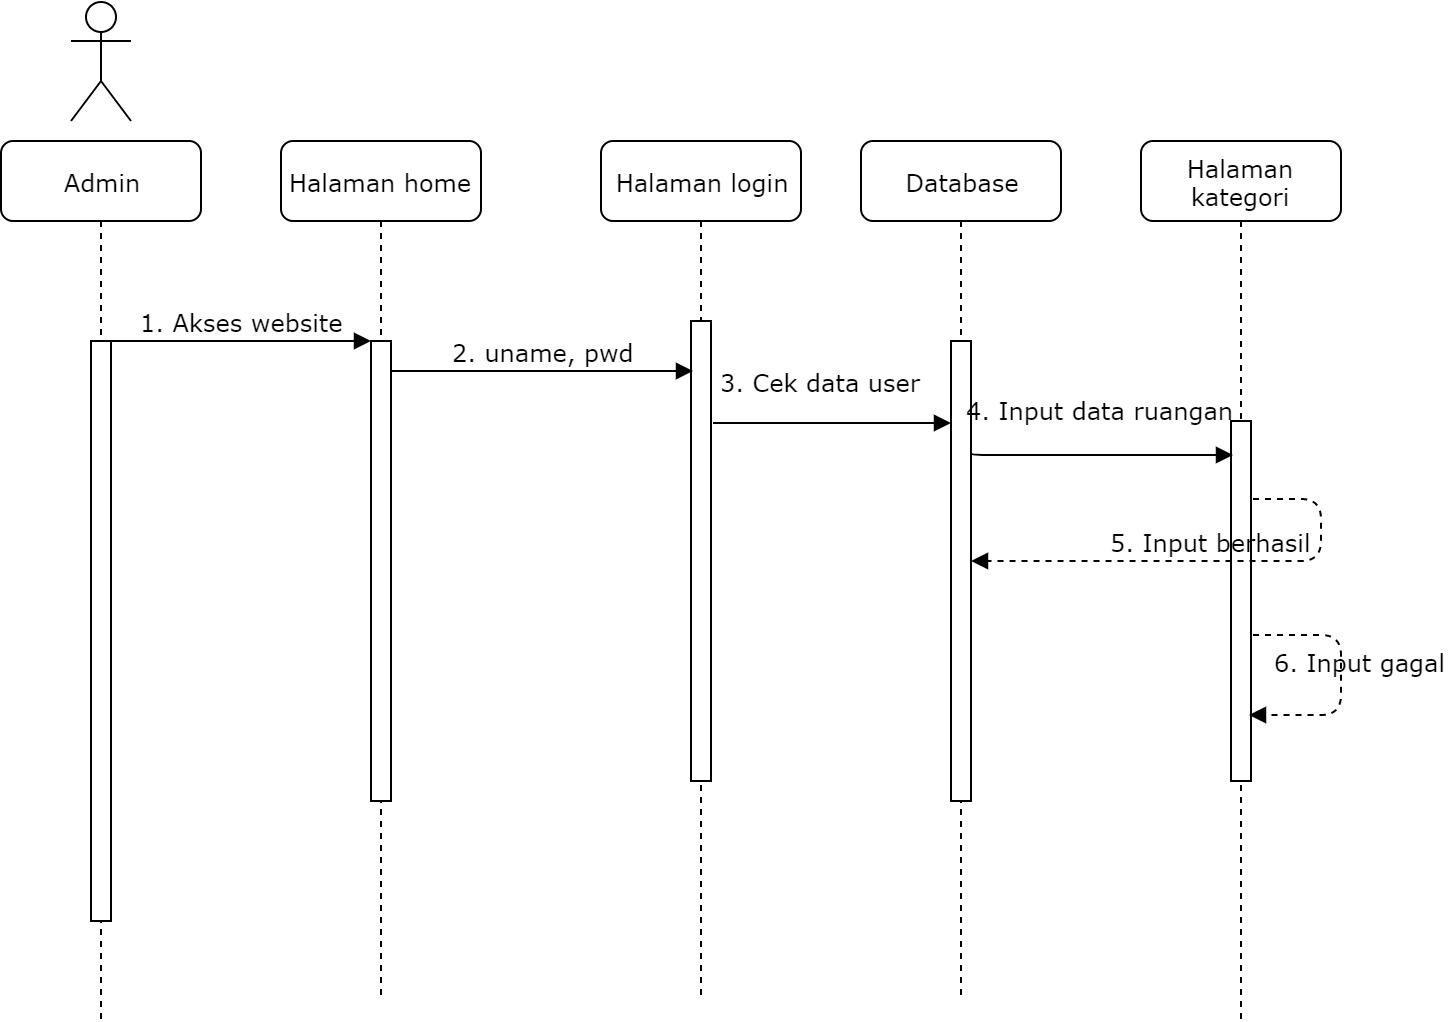 Admin
Halaman home
Halaman login
Database
Halaman
kategori
1. Akses website
2. uname, pwd
3. Cek data user
4. Input data ruangan
5. Input berhasil
6. Input gagal